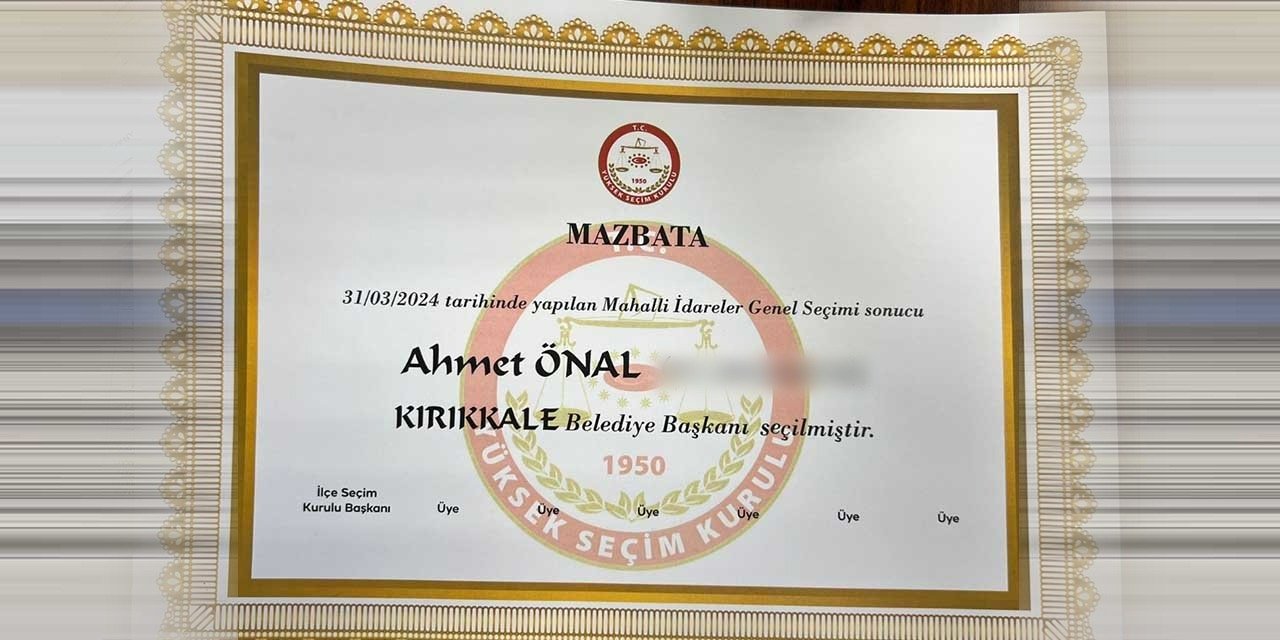 T.C.
YÜKSEK SEÇİM KURULU
1950
MAZBATA
T.C.
31/03/2024 tarihinde yapılan Mahalli İdareler Genel Seçimi sonucu
Ahmet ÖNAL
KIRIKKALE Belediye Başkanı seçilmiştir.
1950
YÜKSEK SEÇİM KURULU
İlçe Seçim
Kurulu Başkanı Üye Üye Üye Üye Üye Üye